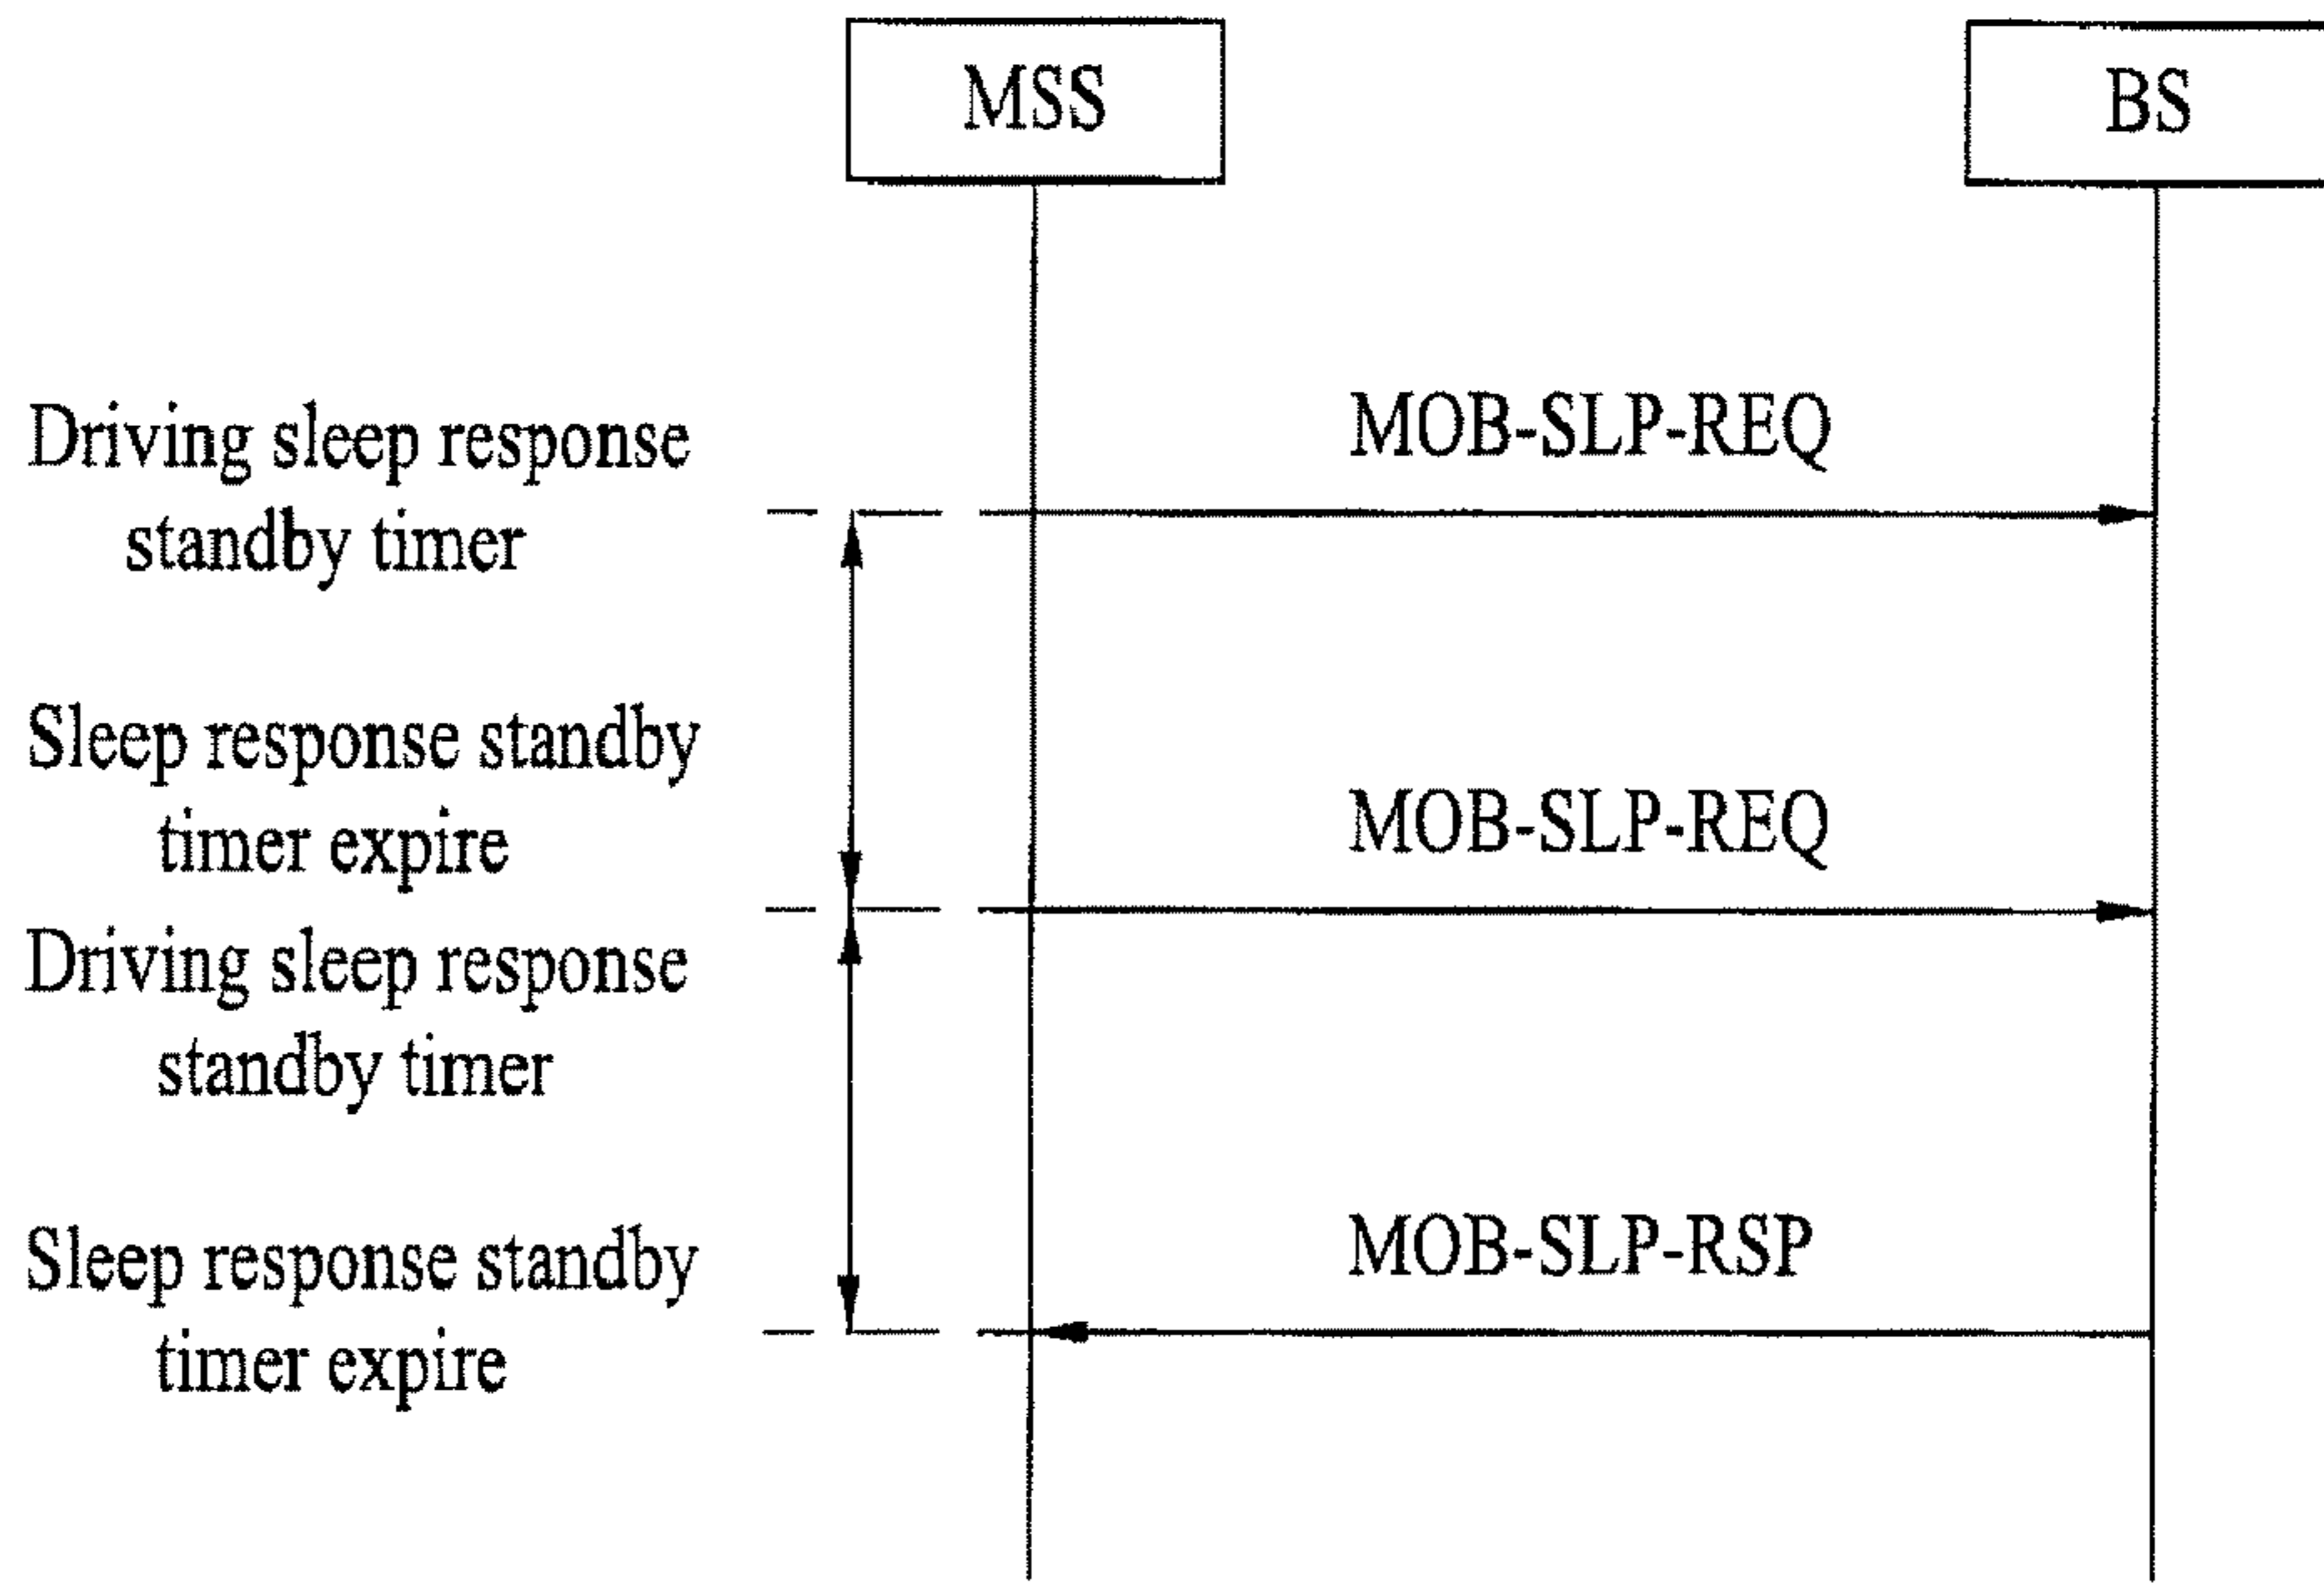 MSS
BS
Driving sleep response
standby timer
MOB-SLP-REQ
Sleep response standby
timer expire
MOB-SLP-REQ
Driving sleep response
standby timer
Sleep response standby
timer expire
MOB-SLP-RSP